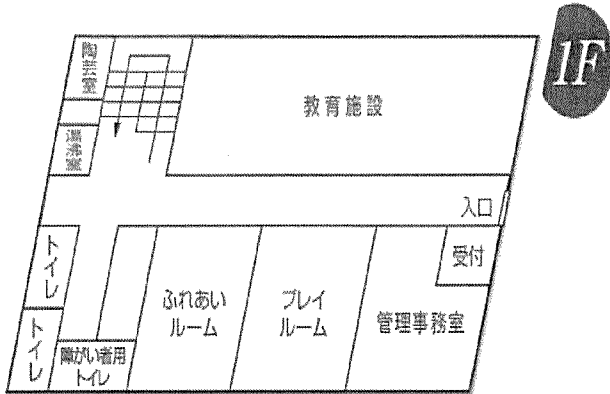 1F
陶芸室
教育施設
湯沸室
入口
受付
トイレ
ふれあい
ルーム
プレイ
ルーム
管理事務室
トイレ
障がい者用
トイレ